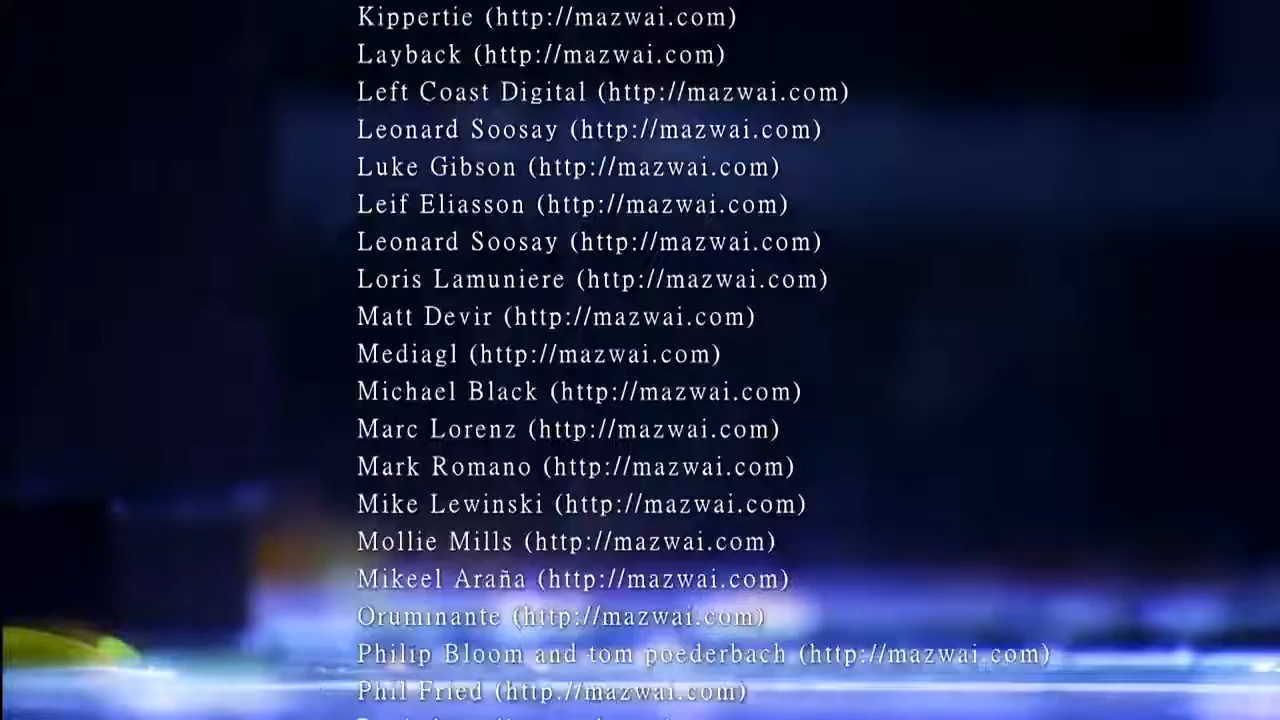 Kippertie (http://mazwai.com)
Layback (http://mazwai.com)
Left Coast Digital (http://mazwai.com)
Leonard Soosay (http://mazwai.com)
Luke Gibson (http://mazwai.com)
Leif Eliasson (http://mazwai.com)
Leonard Soosay (http://mazwai.com)
Loris Lamuniere (http://mazwai.com)
Matt Devir (http://mazwai.com)
Mediagl (http://mazwai.com)
Michael Black (http://mazwai.com)
Marc Lorenz (http://mazwai.com)
Mark Romano (http://mazwai.com)
Mike Lewinski (http://mazwai.com)
Mollie Mills (http://mazwai.com)
Mikeel Araña (http://mazwai.com)
Oruminante (http://mazwai.com)
Philip Bloom and tom poederbach (http://mazwai.com)
Phil Fried (http://mazwai.com)